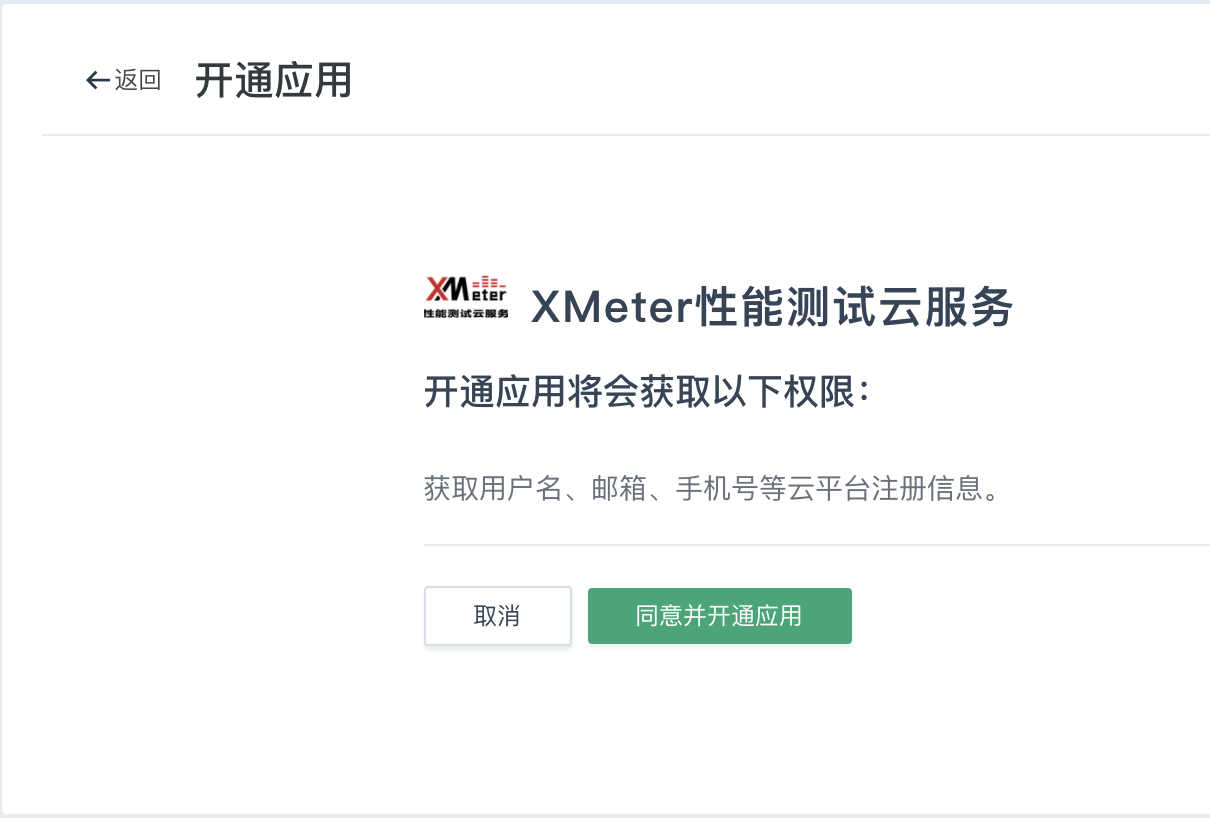 返回 开通应用
XMeter
性能测试云服务
XMeter性能测试云服务
开通应用将会获取以下权限：
获取用户名、邮箱、手机号等云平台注册信息。
取消 同意并开通应用